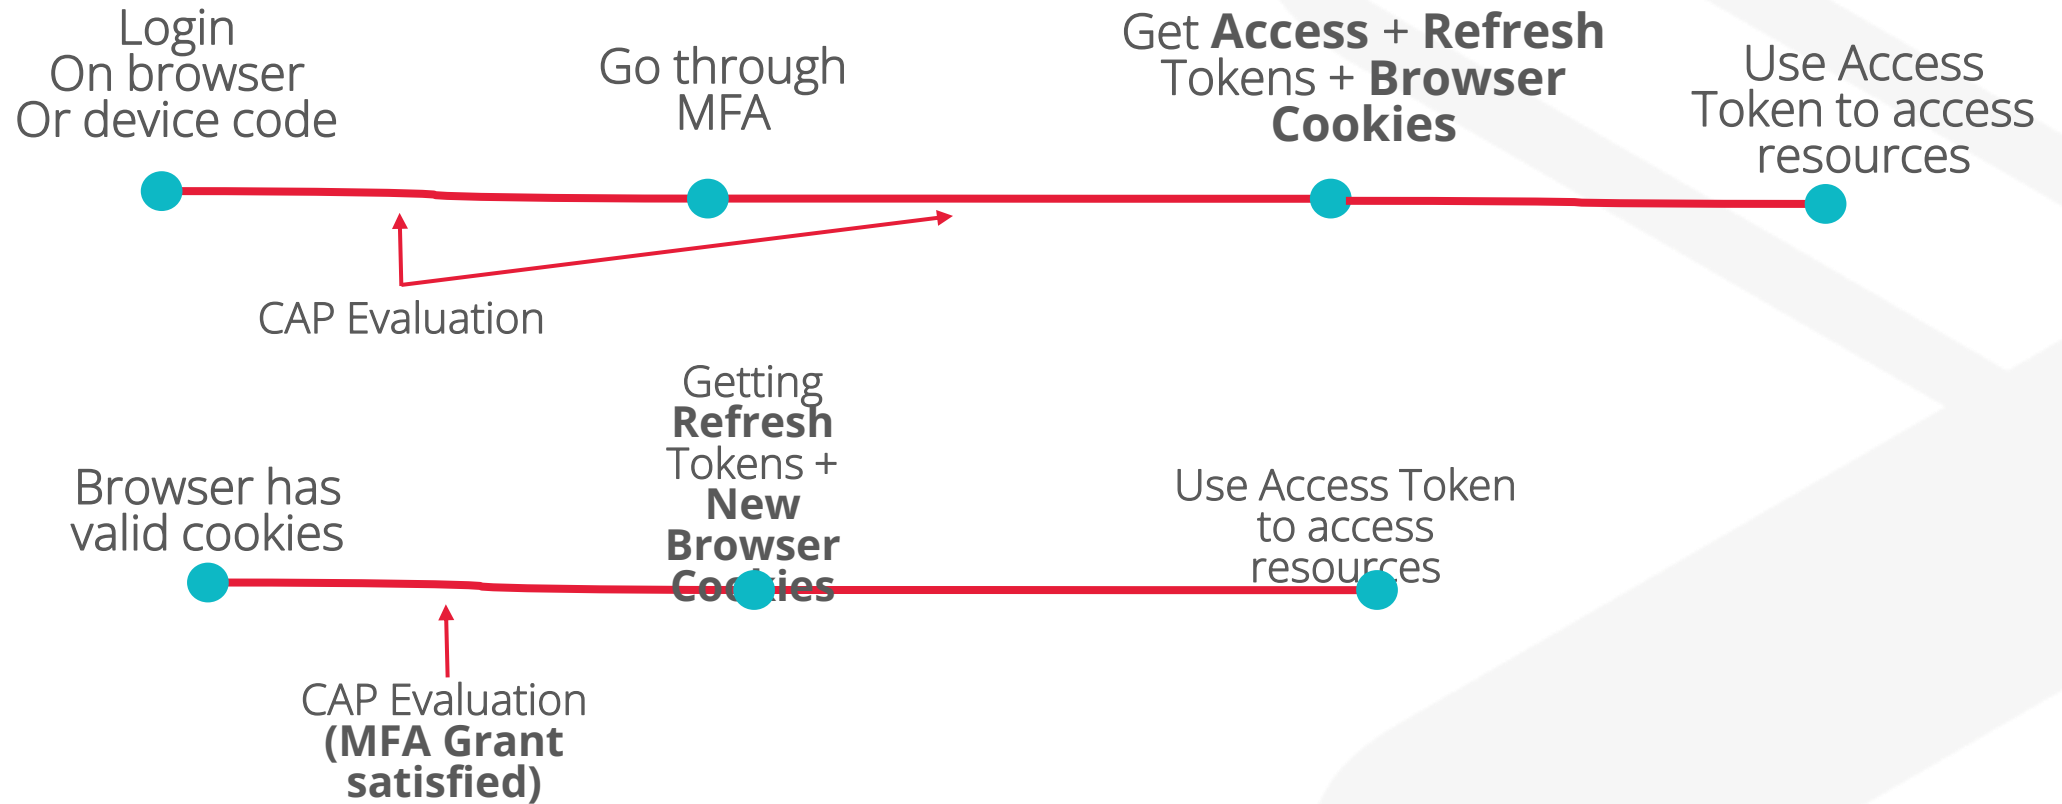 Login
On browser
Or device code
Go through
MFA
Get Access + Refresh
Tokens + Browser
Cookies
Use Access
Token to access
resources
CAP Evaluation
Browser has
valid cookies
Getting
Refresh
Tokens +
New
Browser
Cookies
Use Access Token
to access
resources
CAP Evaluation
(MFA Grant
satisfied)